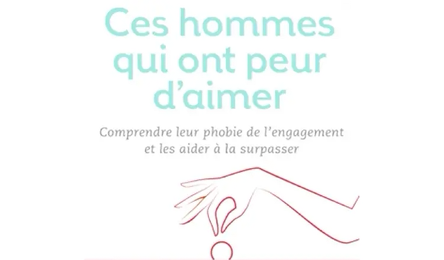 Ces hommes
qui ont peur
d'aimer
Comprendre leur phobie de l'engagement
et les aider à la surpasser